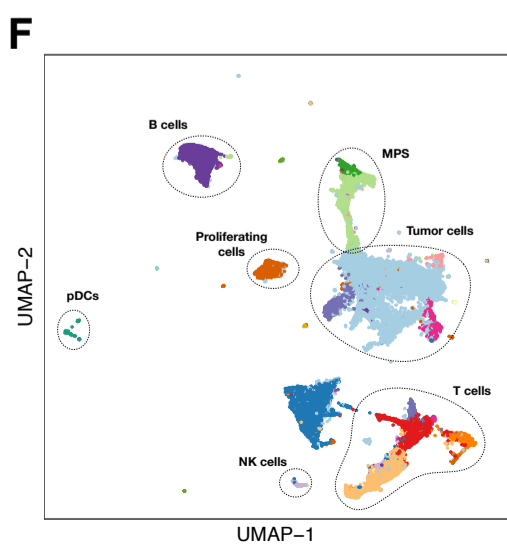 F
B cells
MPS
Proliferating
cells
Tumor cells
pDCs
T cells
NK cells
UMAP-2
UMAP-1